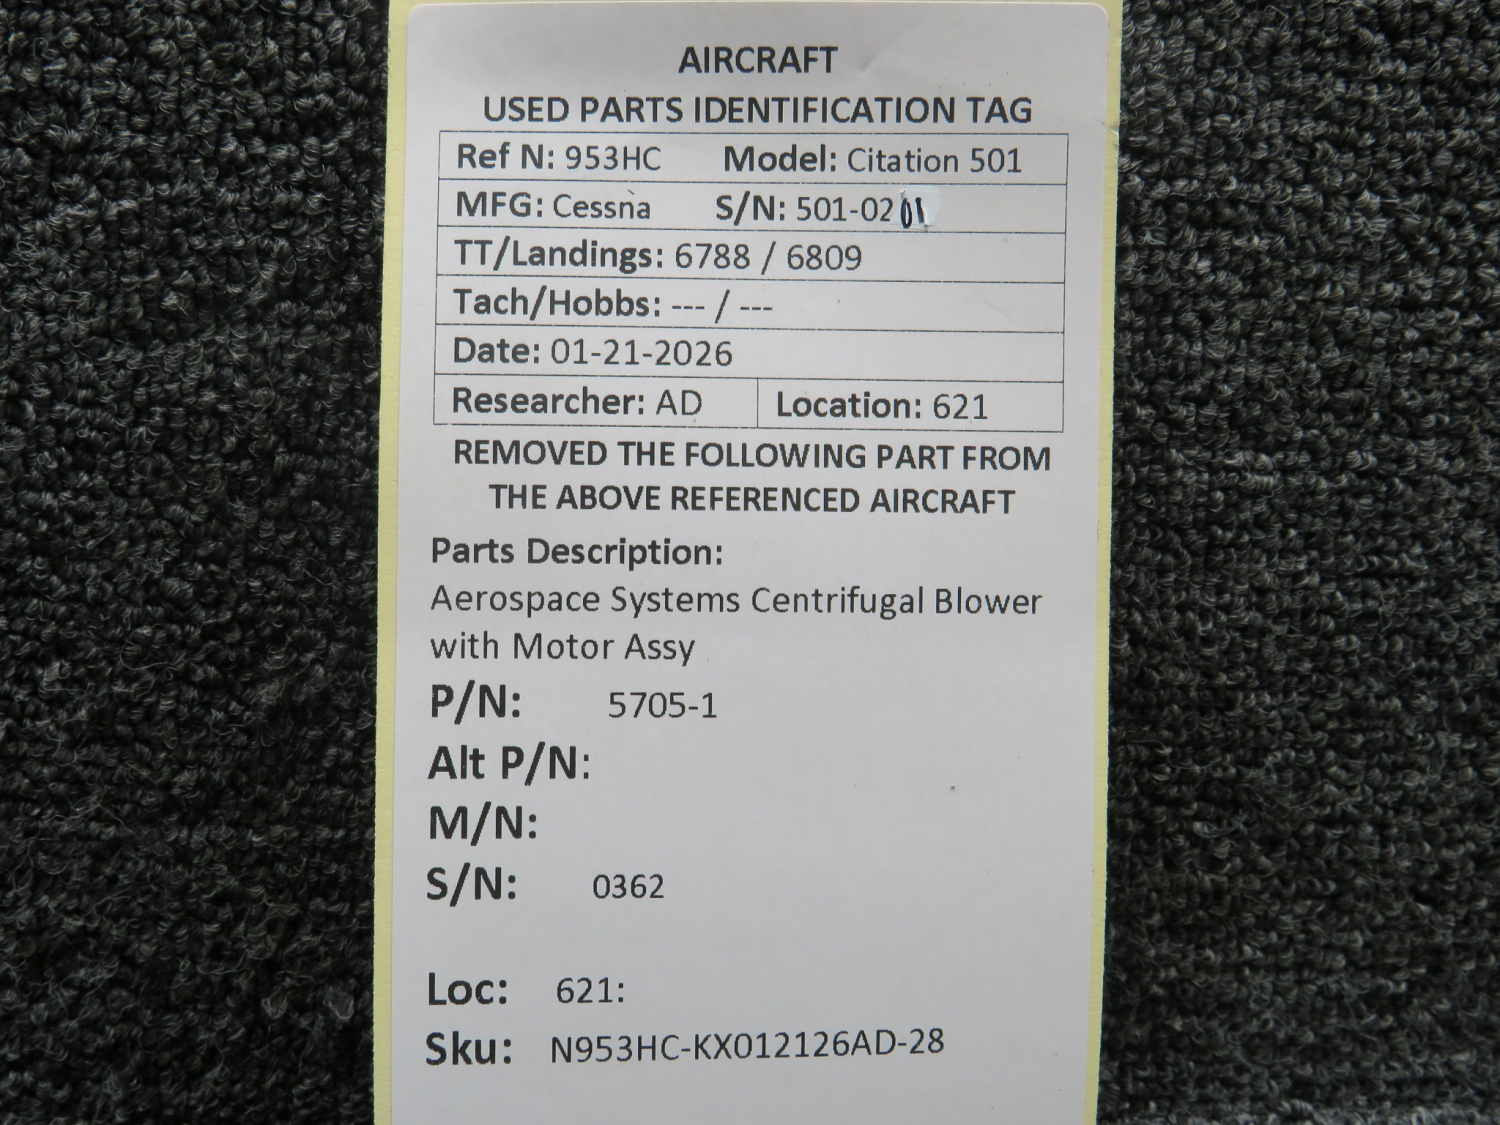 AIRCRAFT
USED PARTS IDENTIFICATION TAG
Ref N: 953HC Model: Citation 501
MFG: Cessna S/N: 501-0201
TT/Landings: 6788 / 6809
Tach/Hobbs: --- / ---
Date: 01-21-2026
Researcher: AD Location: 621
REMOVED THE FOLLOWING PART FROM
THE ABOVE REFERENCED AIRCRAFT
Parts Description:
Aerospace Systems Centrifugal Blower
with Motor Assy
P/N: 5705-1
Alt P/N:
M/N:
S/N: 0362
Loc: 621:
Sku: N953HC-KX012126AD-28